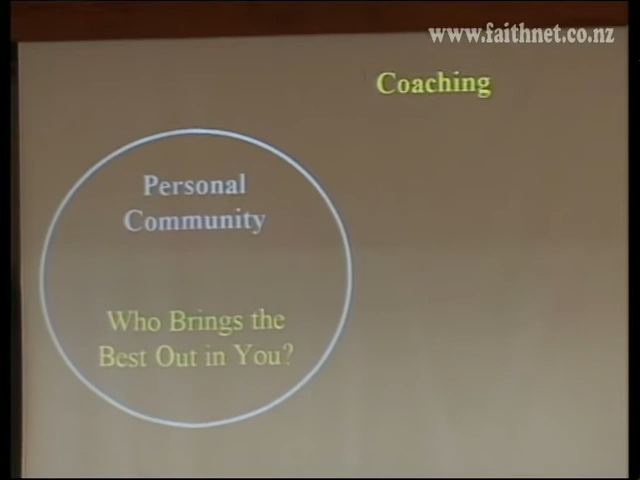 www.faithnet.co.nz
Coaching
Personal
Community
Who Brings the
Best Out in You?